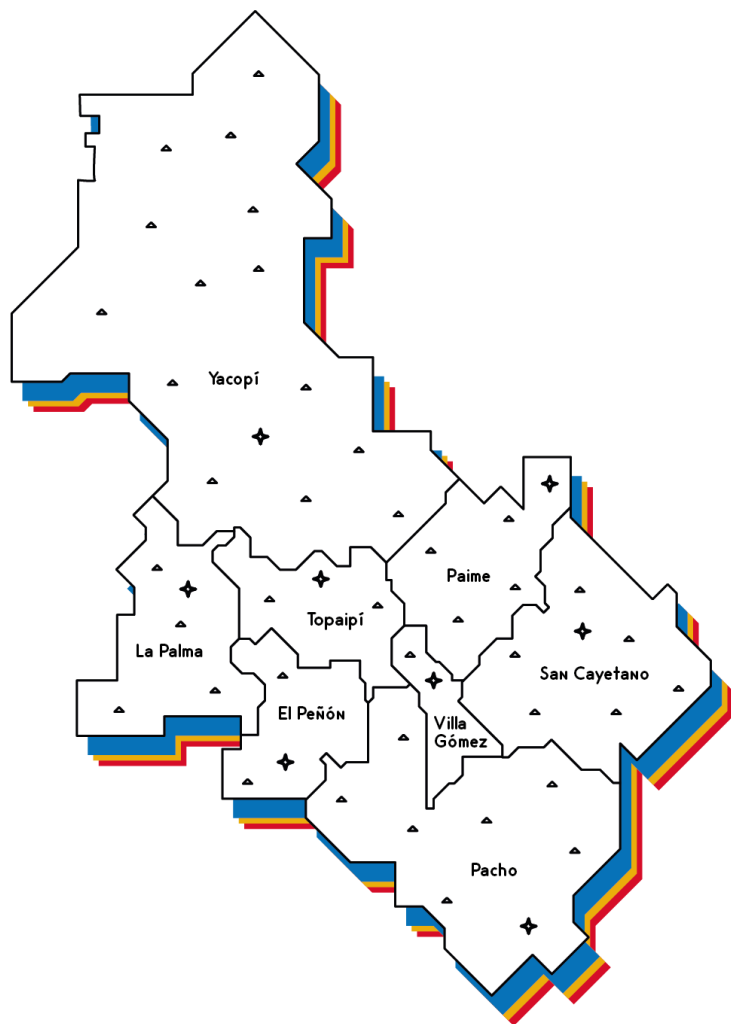 Yacopí
Paime
Topaipí
La Palma
San Cayetano
El Peñón
Villa
Gómez
Pacho